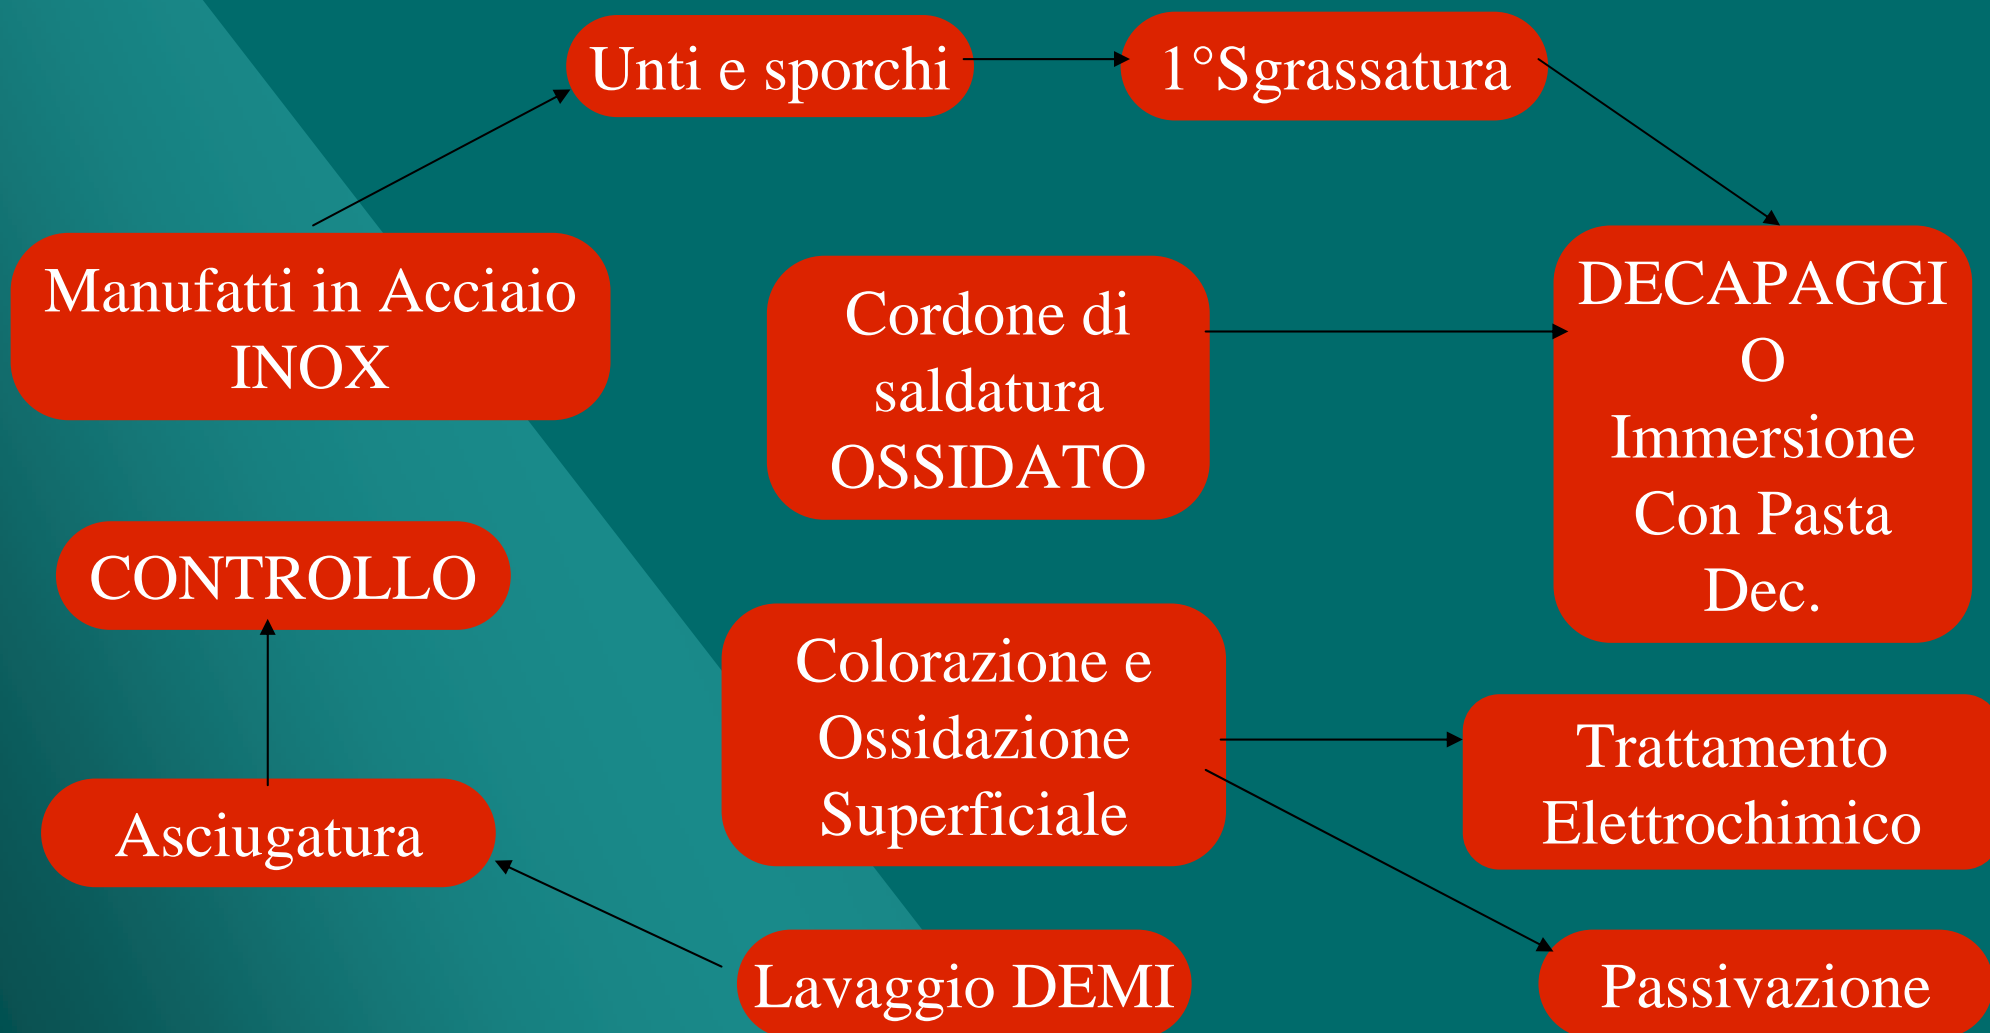 Unti e sporchi
1°Sgrassatura
Manufatti in Acciaio
INOX
Cordone di
saldatura
OSSIDATO
DECAPAGGI
O
Immersione
Con Pasta
Dec.
CONTROLLO
Colorazione e
Ossidazione
Superficiale
Trattamento
Elettrochimico
Asciugatura
Lavaggio DEMI
Passivazione